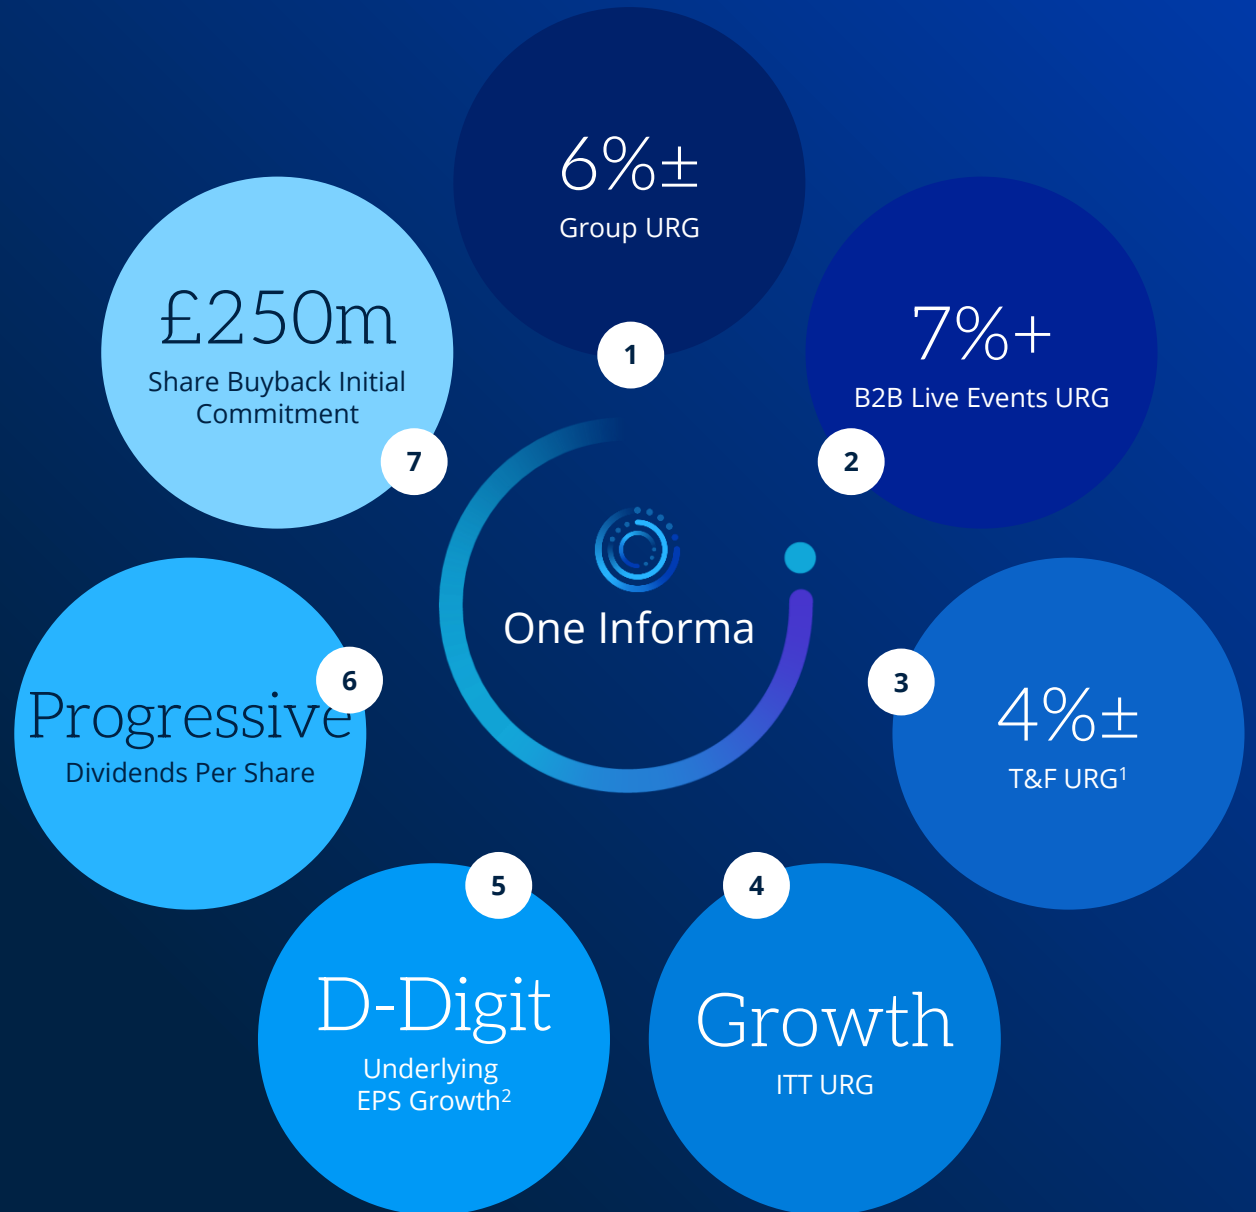 6%±
Group URG
1
7%+
B2B Live Events URG
2
3
4%±
T&F URG¹
4
Growth
ITT URG
5
D-Digit
Underlying
EPS Growth²
6
Progressive
Dividends Per Share
£250m
Share Buyback Initial
Commitment
7
One Informa